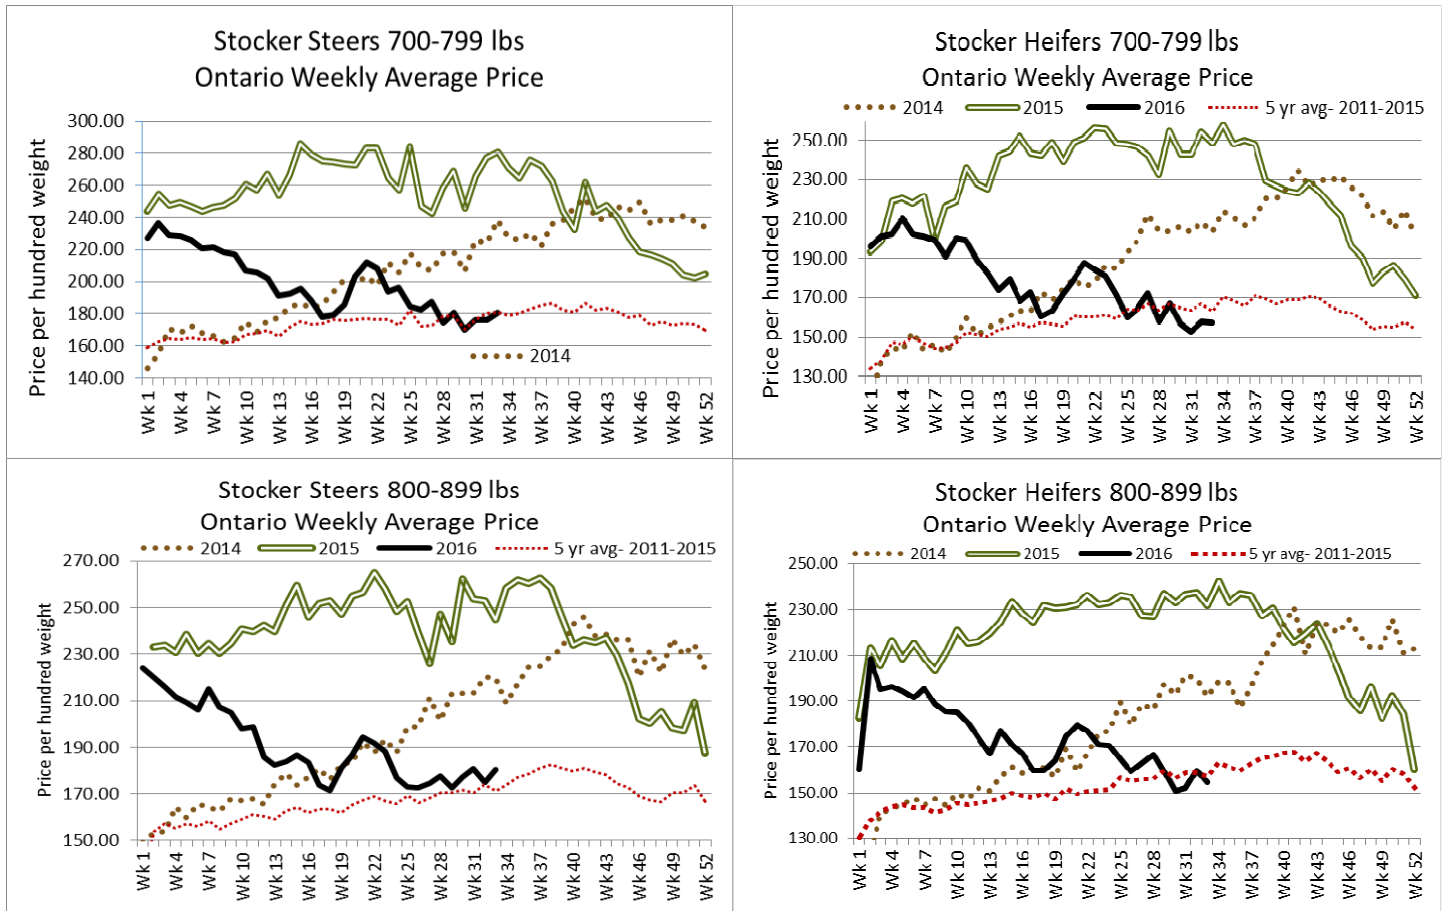 Stocker Steers 700-799 lbs
Ontario Weekly Average Price
Price per hundred weight
300.00
280.00
260.00
240.00
220.00
200.00
180.00
160.00
140.00
2014
Wk 1
Wk 4
Wk 7
Wk 10
Wk 13
Wk 16
Wk 19
Wk 22
Wk 25
Wk 28
Wk 31
Wk 34
Wk 37
Wk 40
Wk 43
Wk 46
Wk 49
Wk 52
Stocker Heifers 700-799 lbs
Ontario Weekly Average Price
2014 2015 2016 5 yr avg- 2011-2015
Price per hundred weight
250.00
230.00
210.00
190.00
170.00
150.00
130.00
Wk 1
Wk 4
Wk 7
Wk 10
Wk 13
Wk 16
Wk 19
Wk 22
Wk 25
Wk 28
Wk 31
Wk 34
Wk 37
Wk 40
Wk 43
Wk 46
Wk 49
Wk 52
Stocker Steers 800-899 lbs
Ontario Weekly Average Price
2014 2015 2016 5 yr avg- 2011-2015
Price per hundred weight
270.00
250.00
230.00
210.00
190.00
170.00
150.00
Wk 1
Wk 4
Wk 7
Wk 10
Wk 13
Wk 16
Wk 19
Wk 22
Wk 25
Wk 28
Wk 31
Wk 34
Wk 37
Wk 40
Wk 43
Wk 46
Wk 49
Wk 52
Stocker Heifers 800-899 lbs
Ontario Weekly Average Price
2014 2015 2016 5 yr avg- 2011-2015
Price per hundred weight
250.00
230.00
210.00
190.00
170.00
150.00
130.00
Wk 1
Wk 4
Wk 7
Wk 10
Wk 13
Wk 16
Wk 19
Wk 22
Wk 25
Wk 28
Wk 31
Wk 34
Wk 37
Wk 40
Wk 43
Wk 46
Wk 49
Wk 52